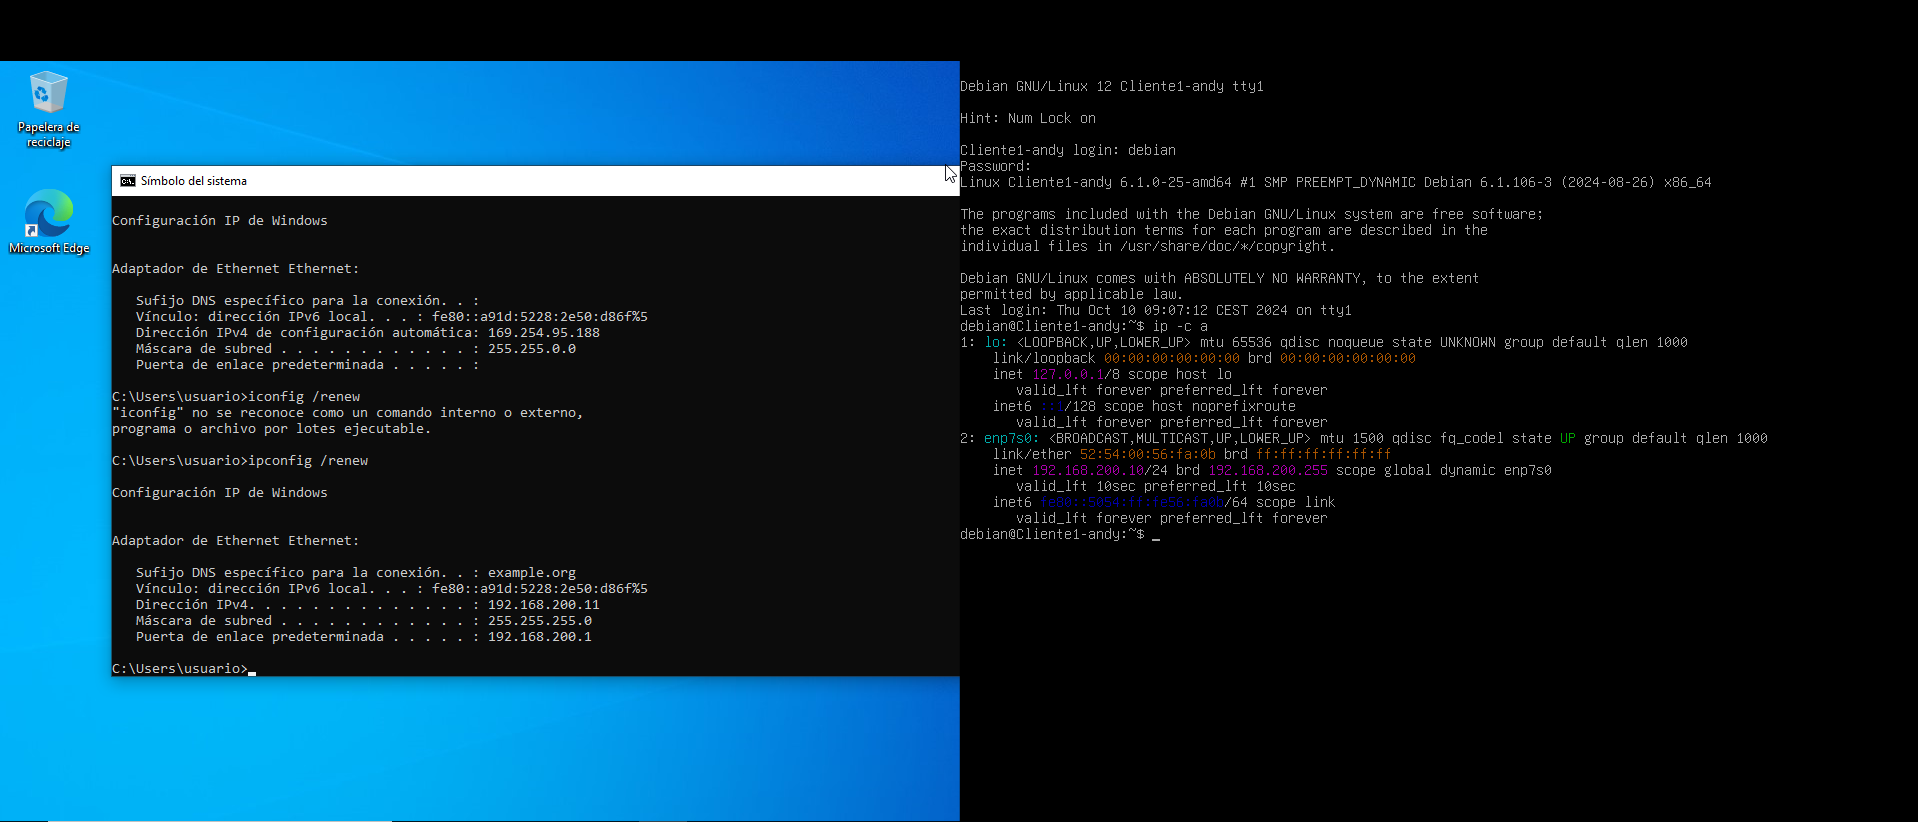 Papelera de
reciclaje
Microsoft Edge
Símbolo del sistema
Configuración IP de Windows
Adaptador de Ethernet Ethernet:
Sufijo DNS específico para la conexión. . :
Vínculo: dirección IPv6 local. . . : fe80::a91d:5228:2e50:d86f%5
Dirección IPv4 de configuración automática: 169.254.95.188
Máscara de subred . . . . . . . . . . . . : 255.255.0.0
Puerta de enlace predeterminada . . . . . :
C:\Users\usuario>iconfig /renew
"iconfig" no se reconoce como un comando interno o externo,
programa o archivo por lotes ejecutable.
C:\Users\usuario>ipconfig /renew
Configuración IP de Windows
Adaptador de Ethernet Ethernet:
Sufijo DNS específico para la conexión. . : example.org
Vínculo: dirección IPv6 local. . . : fe80::a91d:5228:2e50:d86f%5
Dirección IPv4. . . . . . . . . . . . . . : 192.168.200.11
Máscara de subred . . . . . . . . . . . . : 255.255.255.0
Puerta de enlace predeterminada . . . . . : 192.168.200.1
C:\Users\usuario>
Debian GNU/Linux 12 Cliente1-andy tty1
Hint: Num Lock on
Cliente1-andy login: debian
Password:
Linux Cliente1-andy 6.1.0-25-amd64 #1 SMP PREEMPT_DYNAMIC Debian 6.1.106-3 (2024-08-26) x86_64
The programs included with the Debian GNU/Linux system are free software;
the exact distribution terms for each program are described in the
individual files in /usr/share/doc/*/copyright.
Debian GNU/Linux comes with ABSOLUTELY NO WARRANTY, to the extent
permitted by applicable law.
Last login: Thu Oct 10 09:07:12 CEST 2024 on tty1
debian@Cliente1-andy:~$ ip -c a
1: lo: <LOOPBACK,UP,LOWER_UP> mtu 65536 qdisc noqueue state UNKNOWN group default qlen 1000
link/loopback 00:00:00:00:00:00 brd 00:00:00:00:00:00
inet 127.0.0.1/8 scope host lo
valid_lft forever preferred_lft forever
inet6 ::1/128 scope host noprefixroute
valid_lft forever preferred_lft forever
2: enp7s0: <BROADCAST,MULTICAST,UP,LOWER_UP> mtu 1500 qdisc fq_codel state UP group default qlen 1000
link/ether 52:54:00:56:fa:0b brd ff:ff:ff:ff:ff:ff
inet 192.168.200.10/24 brd 192.168.200.255 scope global dynamic enp7s0
valid_lft 10sec preferred_lft 10sec
inet6 fe80::5054:ff:fe56:fa0b/64 scope link
valid_lft forever preferred_lft forever
debian@Cliente1-andy:~$ _